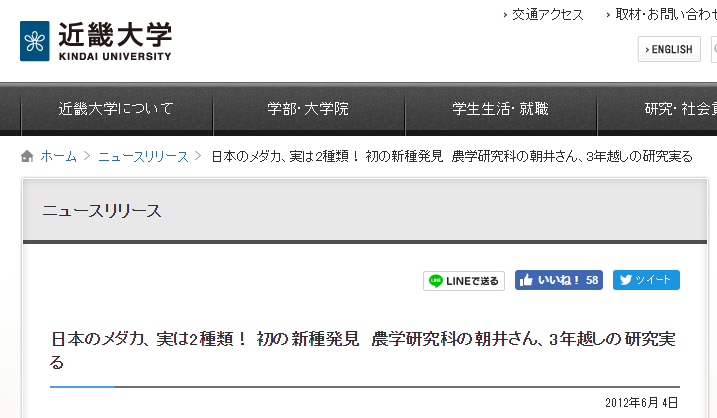 交通アクセス
取材・お問い合わせ
近畿大学
KINDAI UNIVERSITY
ENGLISH
近畿大学について
学部・大学院
学生生活・就職
研究・社会
ホーム
ニュースリリース
日本のメダカ、実は2種類！ 初の新種発見 農学研究科の朝井さん、3年越しの研究実る
ニュースリリース
LINEで送る
いいね！ 58
ツイート
日本のメダカ、実は2種類！ 初の新種発見 農学研究科の朝井さん、3年越しの研究実
る
2012年6月4日